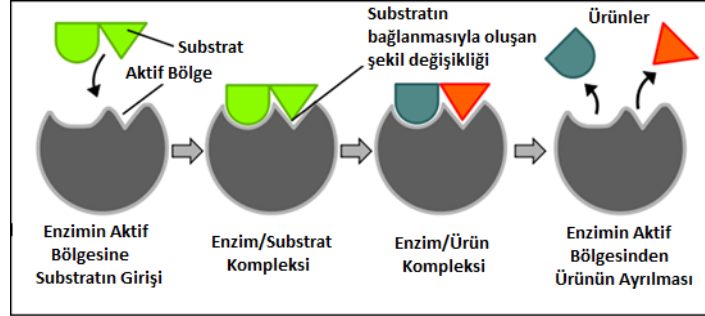 Substrat
Aktif Bölge
Substratın
bağlanmasıyla oluşan
şekil değişikliği
Ürünler
Enzimin Aktif
Bölgesine
Substratın Girişi
Enzim/Substrat
Kompleksi
Enzim/Ürün
Kompleksi
Enzimin Aktif
Bölgesinden
Ürünün Ayrılması